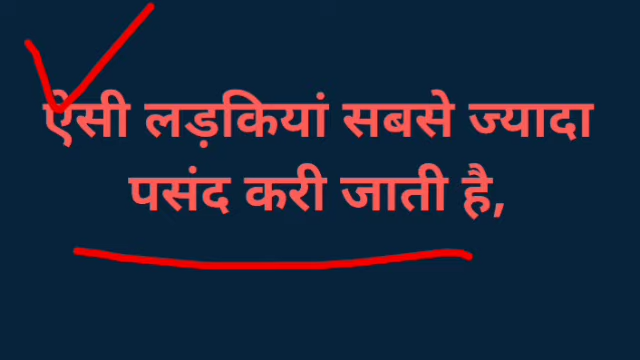 ऐसी लड़कियां सबसे ज्यादा
पसंद करी जाती है,